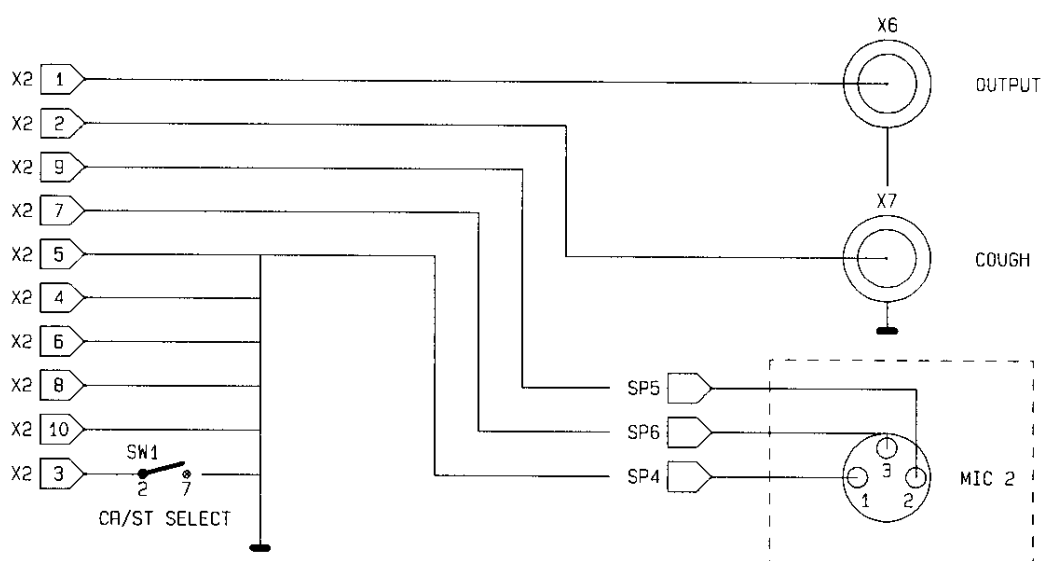 X6
X2 1
OUTPUT
X2 2
X2 9
X2 7
X7
X2 5
COUGH
X2 4
X2 6
X2 8
SP5
X2 10
SP6
SW1
3
X2 3
SP4
MIC 2
2 7
1 2
CA/ST SELECT